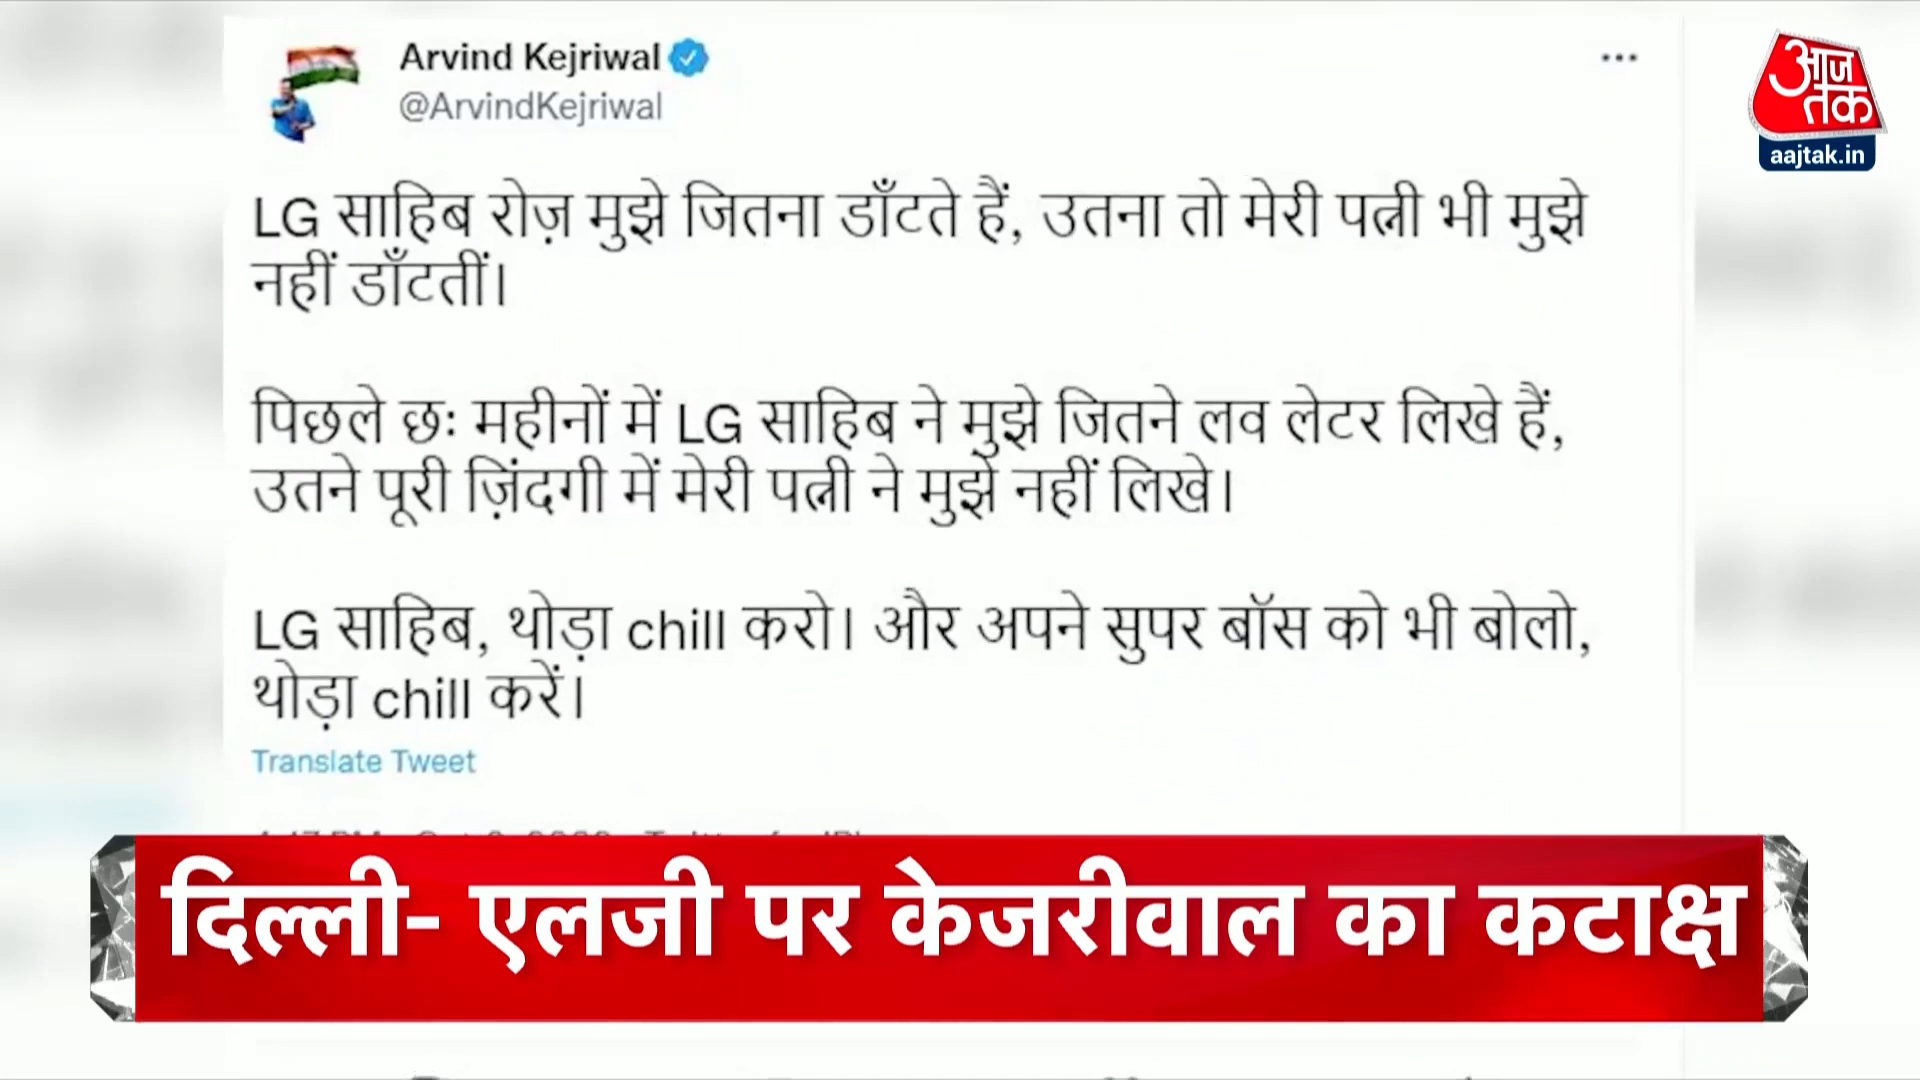 Arvind Kejriwal
@ArvindKejriwal
आज
तक
aajtak.in
LG साहिब रोज़ मुझे जितना डाँटते हैं, उतना तो मेरी पत्नी भी मुझे
नहीं डाँटतीं।
पिछले छः महीनों में LG साहिब ने मुझे जितने लव लेटर लिखे हैं,
उतने पूरी ज़िंदगी में मेरी पत्नी ने मुझे नहीं लिखे।
LG साहिब, थोड़ा chill करो। और अपने सुपर बॉस को भी बोलो,
थोड़ा chill करें।
Translate Tweet
दिल्ली- एलजी पर केजरीवाल का कटाक्ष